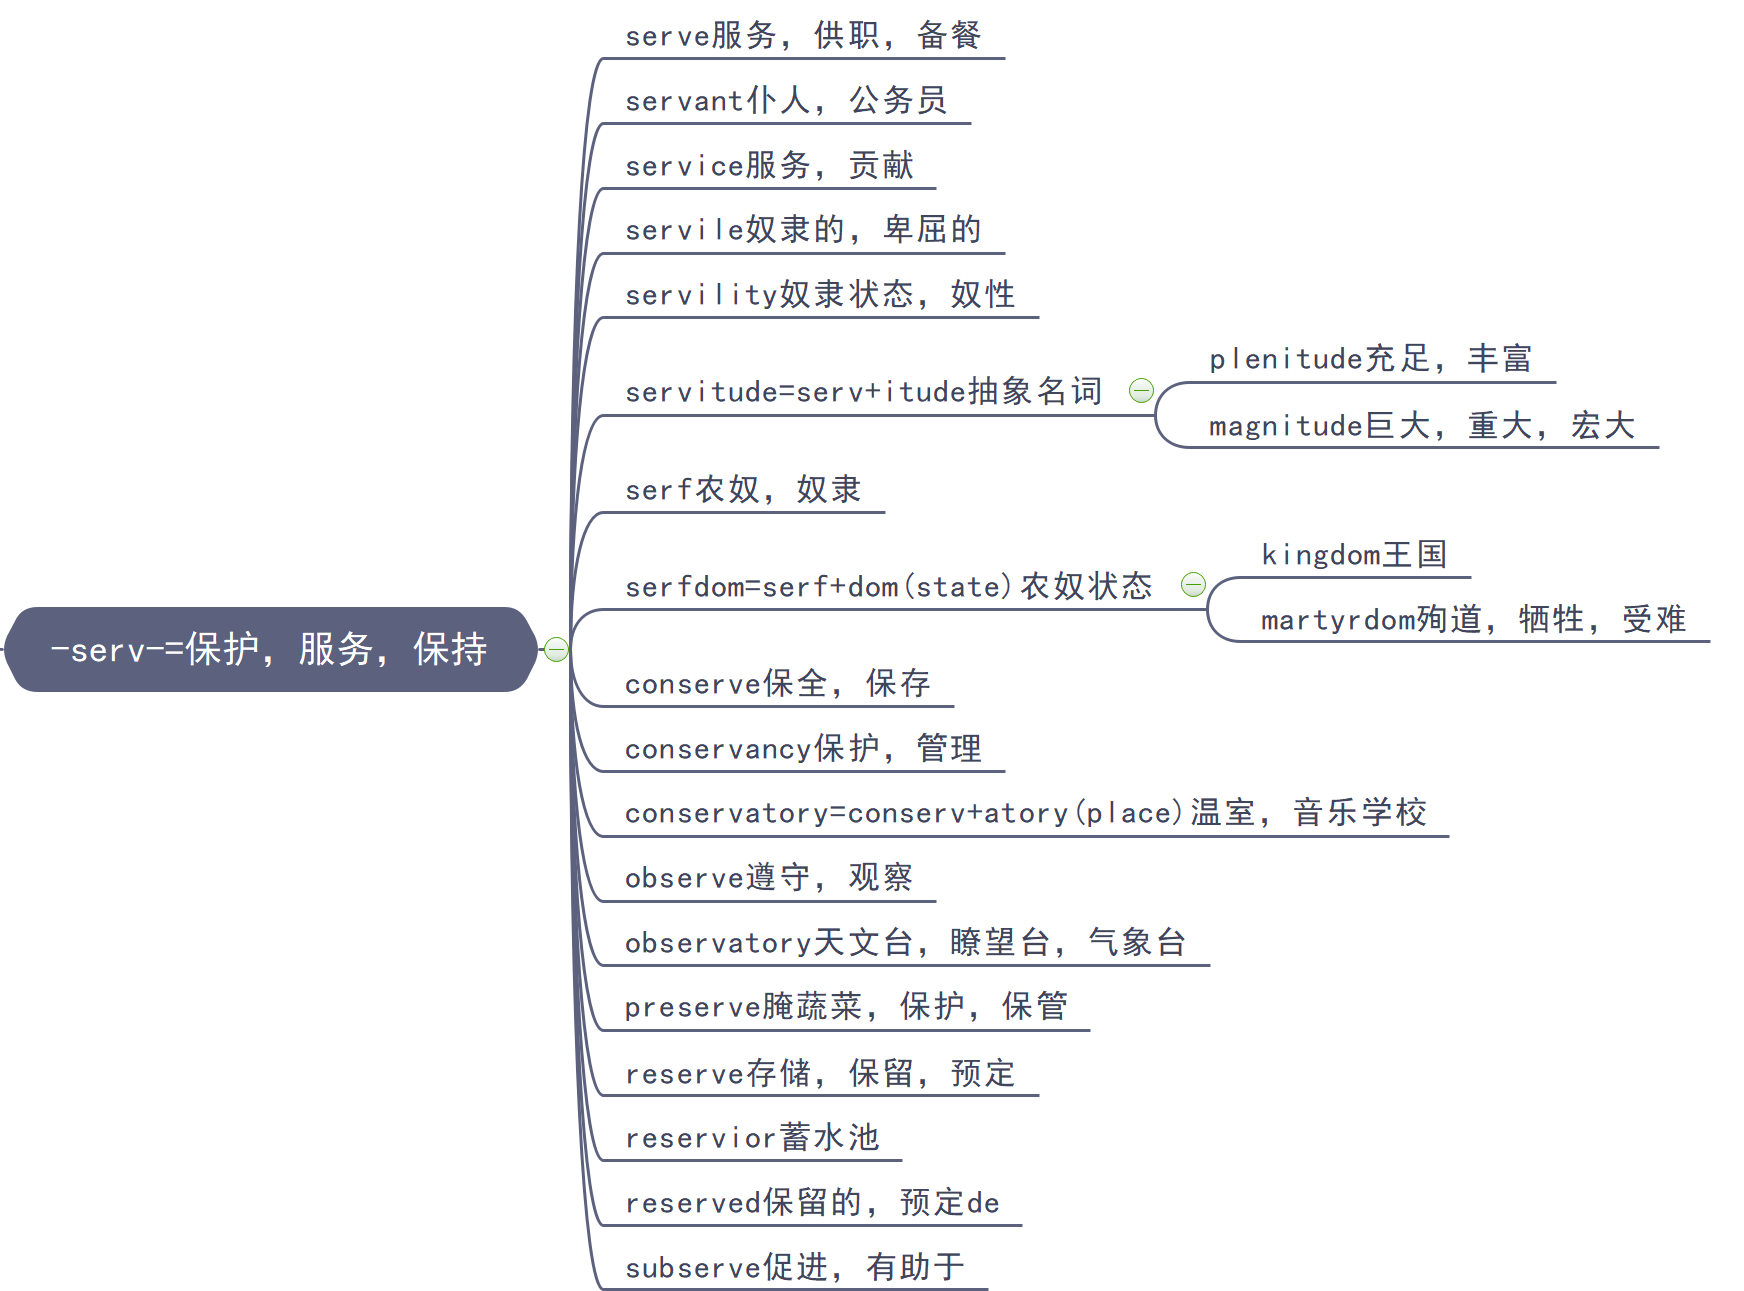 -serv-=保护，服务，保持
serve服务，供职，备餐
servant仆人，公务员
service服务，贡献
servile奴隶的，卑屈的
servility奴隶状态，奴性
servitude=serv+itude抽象名词
plenitude充足，丰富
magnitude巨大，重大，宏大
serf农奴，奴隶
serfdom=serf+dom(state)农奴状态
kingdom王国
martyrdom殉道，牺牲，受难
conserve保全，保存
conservancy保护，管理
conservatory=conserv+atory(place)温室，音乐学校
observe遵守，观察
observatory天文台，瞭望台，气象台
preserve腌蔬菜，保护，保管
reserve存储，保留，预定
reservior蓄水池
reserved保留的，预定de
subserve促进，有助于